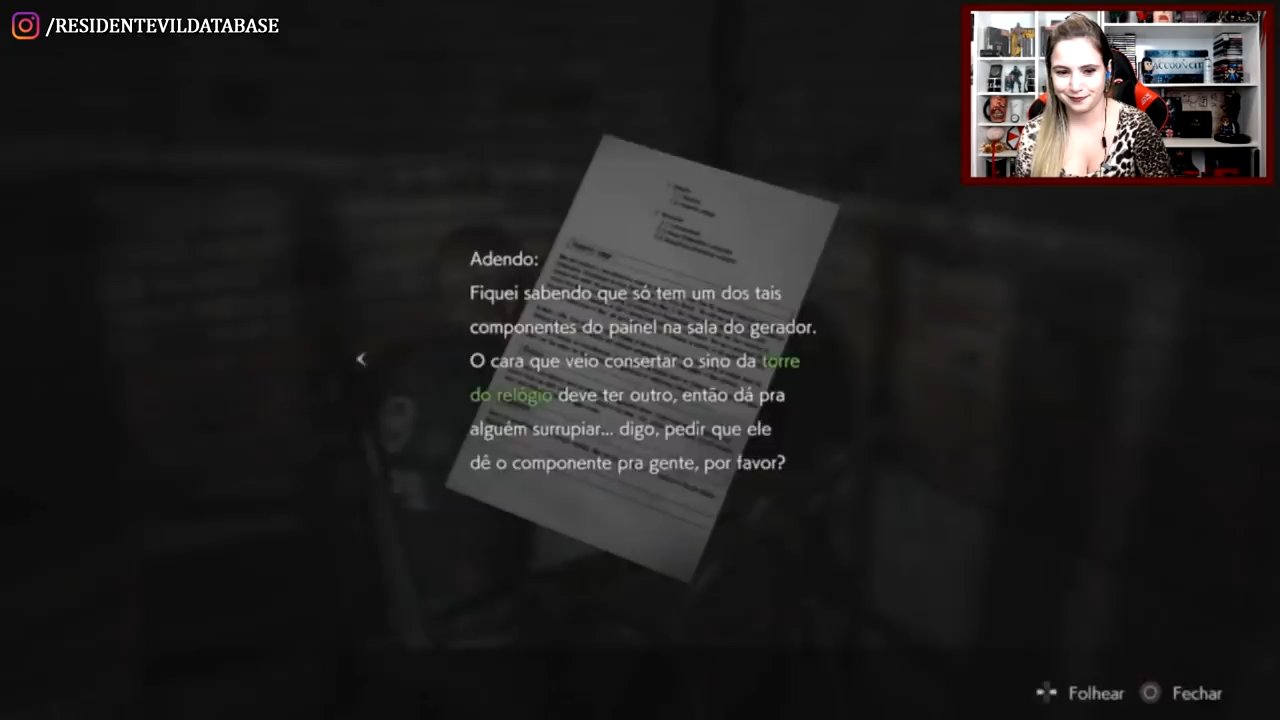 /RESIDENTEVILDATABASE
Adendo:
Fiquei sabendo que só tem um dos tais
componentes do painel na sala do gerador.
O cara que veio consertar o sino da torre
do relógio deve ter outro, então dá pra
alguém surrupiar... digo, pedir que ele
dê o componente pra gente, por favor?
Folhear
Fechar